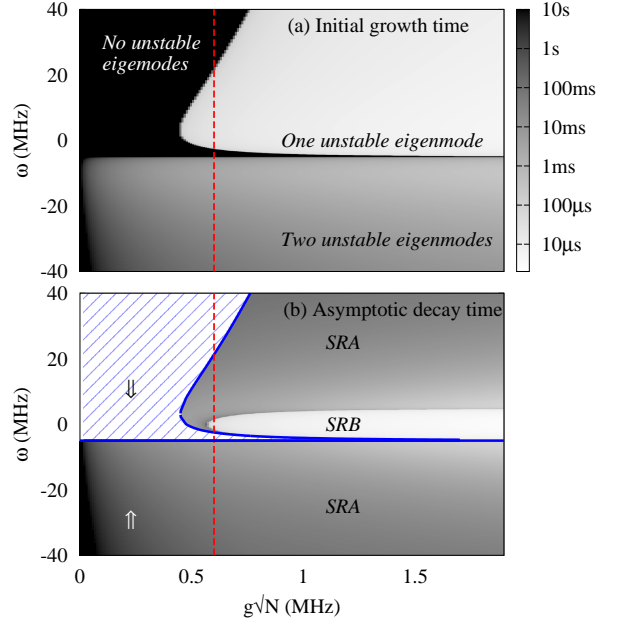 (a) Initial growth time
No unstable
eigemodes
One unstable eigenmode
Two unstable eigenmodes
ω (MHz)
40
20
0
-20
-40
10s
1s
100ms
10ms
1ms
100μs
10μs
(b) Asymptotic decay time
SRA
SRB
SRA
⇓
⇑
ω (MHz)
40
20
0
-20
-40
0
0.5
1
1.5
g√N (MHz)